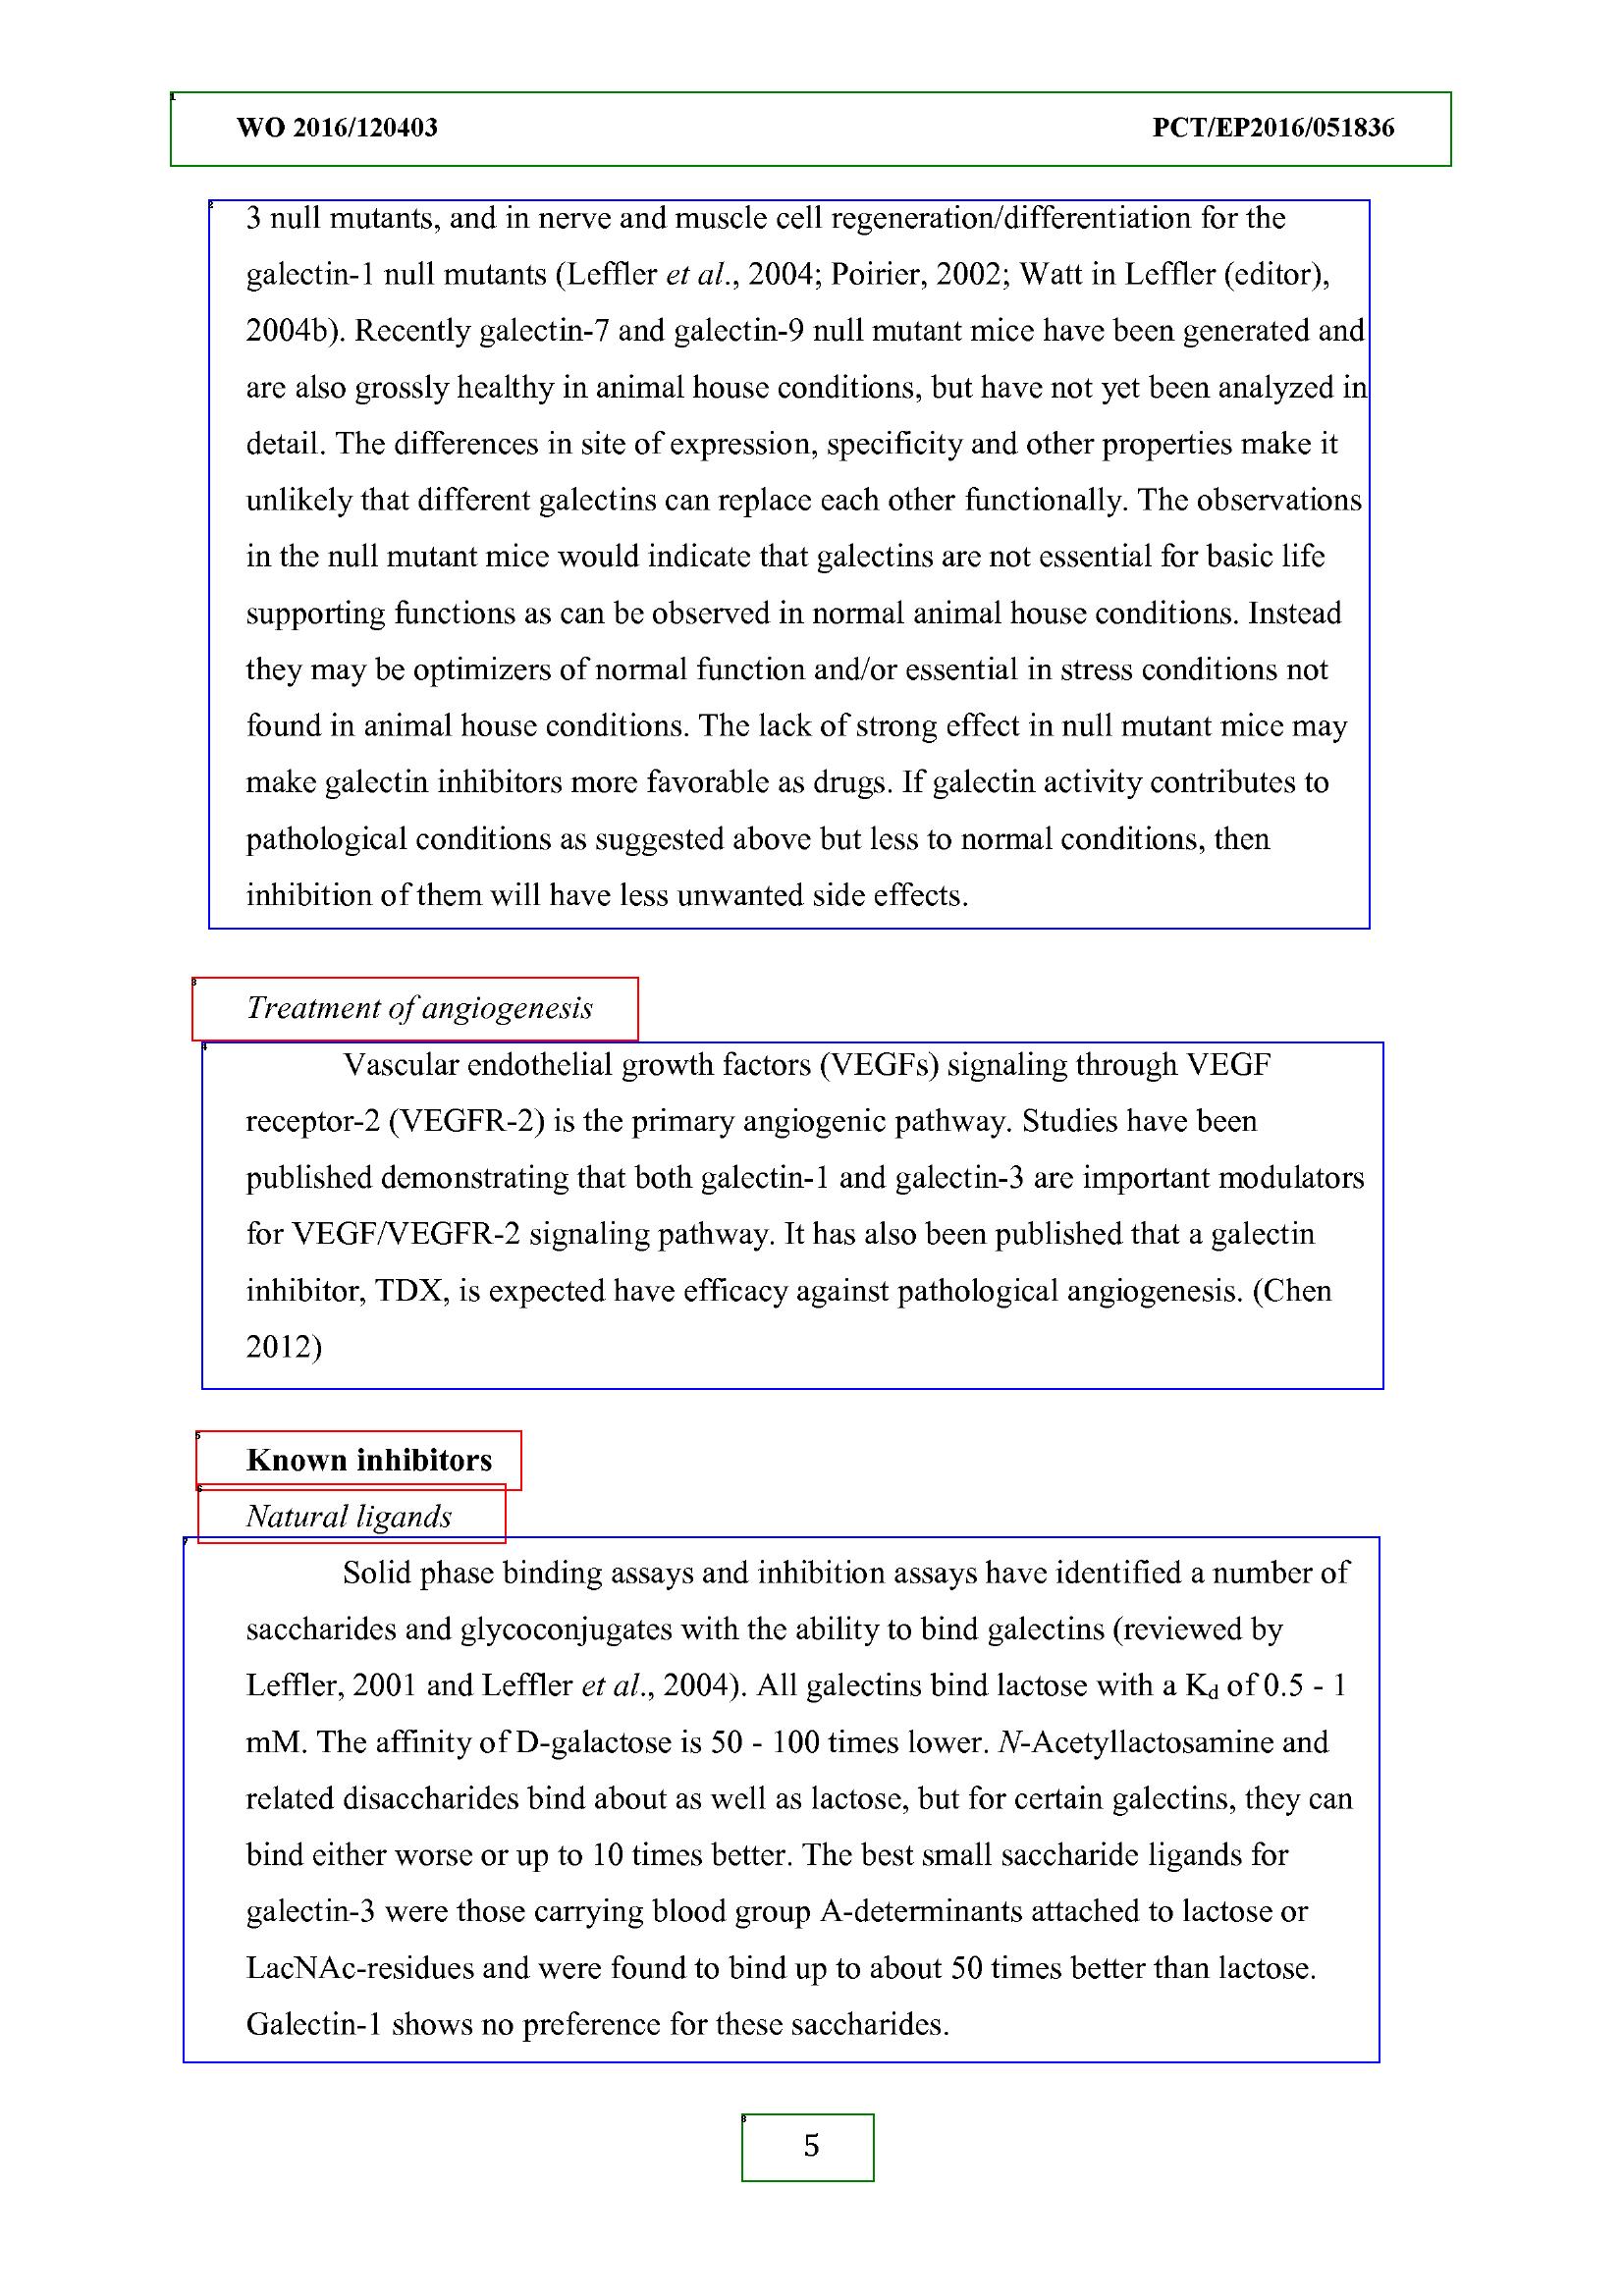 WO 2016/120403 PCT/EP2016/051836
3 null mutants, and in nerve and muscle cell regeneration/differentiation for the
galectin-1 null mutants (Leffler et al., 2004; Poirier, 2002; Watt in Leffler (editor),
2004b). Recently galectin-7 and galectin-9 null mutant mice have been generated and
are also grossly healthy in animal house conditions, but have not yet been analyzed in
detail. The differences in site of expression, specificity and other properties make it
unlikely that different galectins can replace each other functionally. The observations
in the null mutant mice would indicate that galectins are not essential for basic life
supporting functions as can be observed in normal animal house conditions. Instead
they may be optimizers of normal function and/or essential in stress conditions not
found in animal house conditions. The lack of strong effect in null mutant mice may
make galectin inhibitors more favorable as drugs. If galectin activity contributes to
pathological conditions as suggested above but less to normal conditions, then
inhibition of them will have less unwanted side effects.
Treatment of angiogenesis
Vascular endothelial growth factors (VEGFs) signaling through VEGF
receptor-2 (VEGFR-2) is the primary angiogenic pathway. Studies have been
published demonstrating that both galectin-1 and galectin-3 are important modulators
for VEGF/VEGFR-2 signaling pathway. It has also been published that a galectin
inhibitor, TDX, is expected have efficacy against pathological angiogenesis. (Chen
2012)
Known inhibitors
Natural ligands
Solid phase binding assays and inhibition assays have identified a number of
saccharides and glycoconjugates with the ability to bind galectins (reviewed by
Leffler, 2001 and Leffler et al., 2004). All galectins bind lactose with a Kd of 0.5 - 1
mM. The affinity of D-galactose is 50 - 100 times lower. N-Acetyllactosamine and
related disaccharides bind about as well as lactose, but for certain galectins, they can
bind either worse or up to 10 times better. The best small saccharide ligands for
galectin-3 were those carrying blood group A-determinants attached to lactose or
LacNAc-residues and were found to bind up to about 50 times better than lactose.
Galectin-1 shows no preference for these saccharides.
5